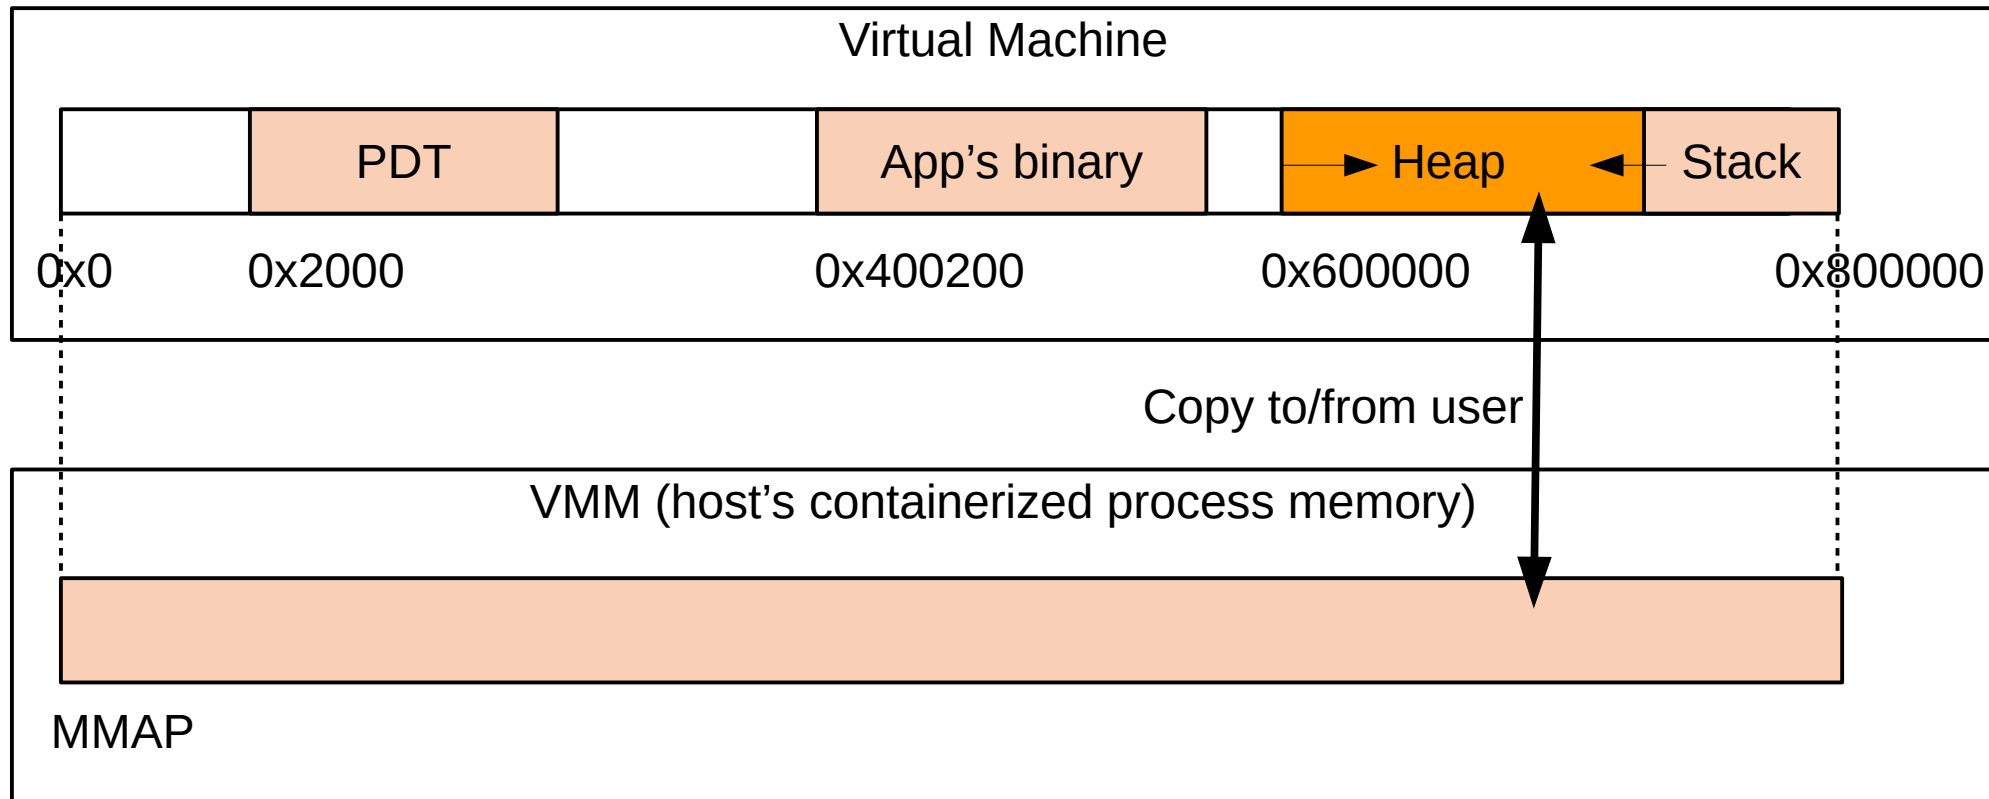 Virtual Machine
PDT
App’s binary
Heap
Stack
0x0
0x2000
0x400200
0x600000
0x800000
Copy to/from user
VMM (host’s containerized process memory)
MMAP